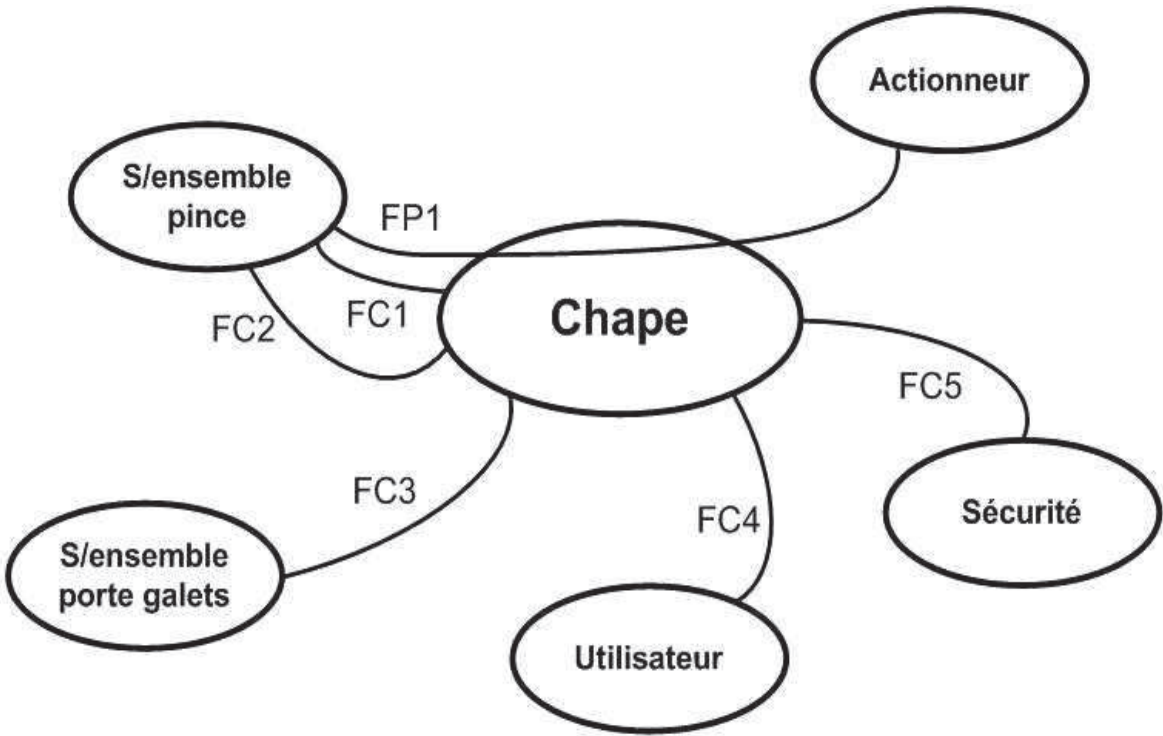 Actionneur
S/ensemble
pince
FP1
FC1
FC2
Chape
FC5
FC3
FC4
Sécurité
S/ensemble
porte galets
Utilisateur